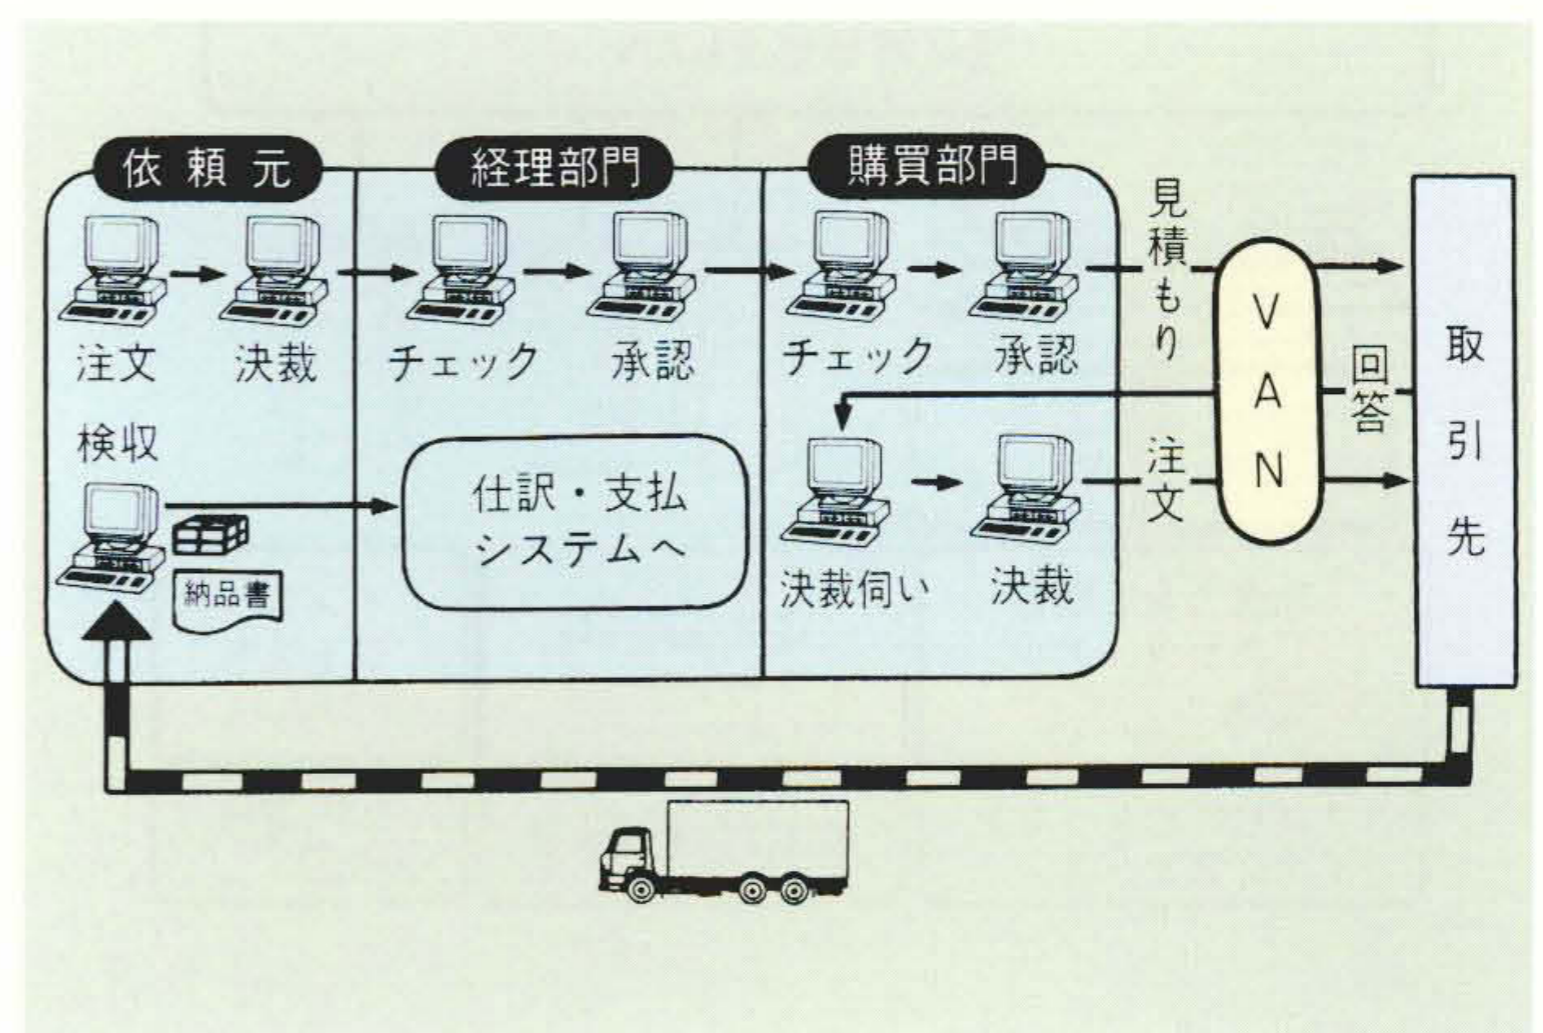 依頼元
経理部門
購買部門
注文
決裁
チェック
承認
チェック
承認
見積もり
VAN
回答
取引先
検収
納品書
仕訳・支払
システムへ
決裁伺い
決裁
注文